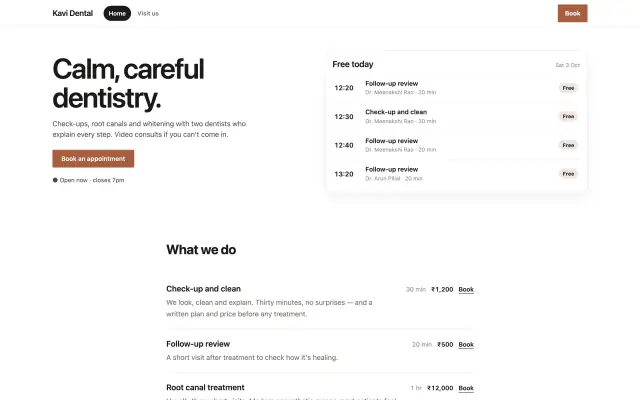 Kavi Dental
Home
Visit us
Book
Calm, careful
dentistry.
Check-ups, root canals and whitening with two dentists who
explain every step. Video consults if you can't come in.
Book an appointment
Open now · closes 7pm
Free today
Sat 3 Oct
12:20
Follow-up review
Dr. Meenakshi Rao · 20 min
Free
12:30
Check-up and clean
Dr. Meenakshi Rao · 30 min
Free
12:40
Follow-up review
Dr. Meenakshi Rao · 20 min
Free
13:20
Follow-up review
Dr. Arun Pillai · 20 min
Free
What we do
Check-up and clean
30 min ₹1,200 Book
We look, clean and explain. Thirty minutes, no surprises — and a
written plan and price before any treatment.
Follow-up review
20 min ₹500 Book
A short visit after treatment to check how it's healing.
Root canal treatment
1 hr ₹12,000 Book